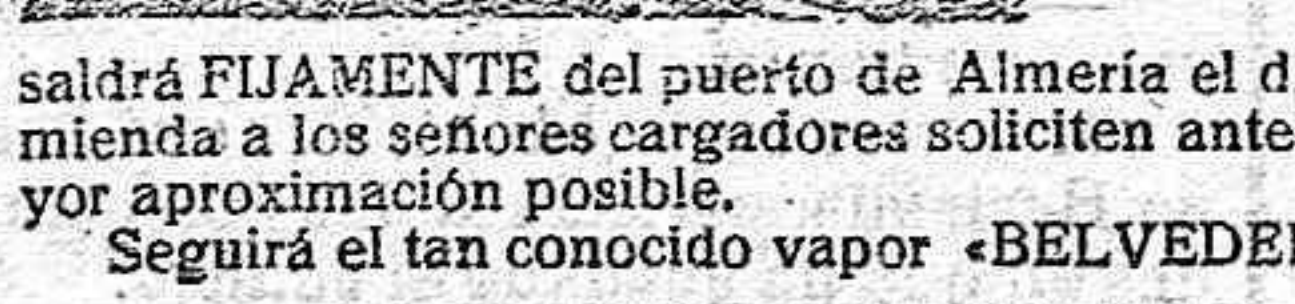 saldrá FIJAMENTE del puerto de Almería el d
mienda a los señores cargadores soliciten ante
yor aproximación posible.
Seguirá el tan conocido vapor «BELVEDE